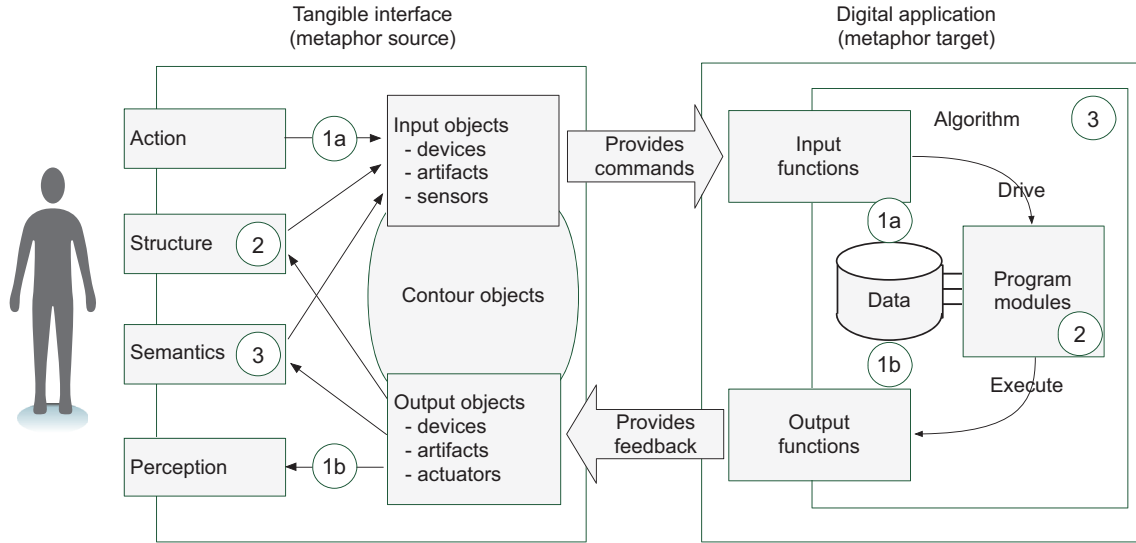 Tangible interface
(metaphor source)
Digital application
(metaphor target)
Action
1a
Input objects
- devices
- artifacts
- sensors
Structure
2
Contour objects
Semantics
3
Output objects
- devices
- artifacts
- actuators
Perception
1b
Provides
commands
Provides
feedback
Input
functions
Algorithm
3
Drive
1a
Data
Program
modules
2
1b
Execute
Output
functions